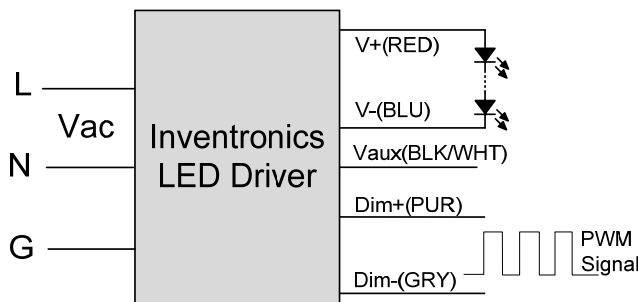 L
Vac
N
G
Inventronics
LED Driver
V+(RED)
V-(BLU)
Vaux(BLK/WHT)
Dim+(PUR)
Dim-(GRY)
PWM
Signal